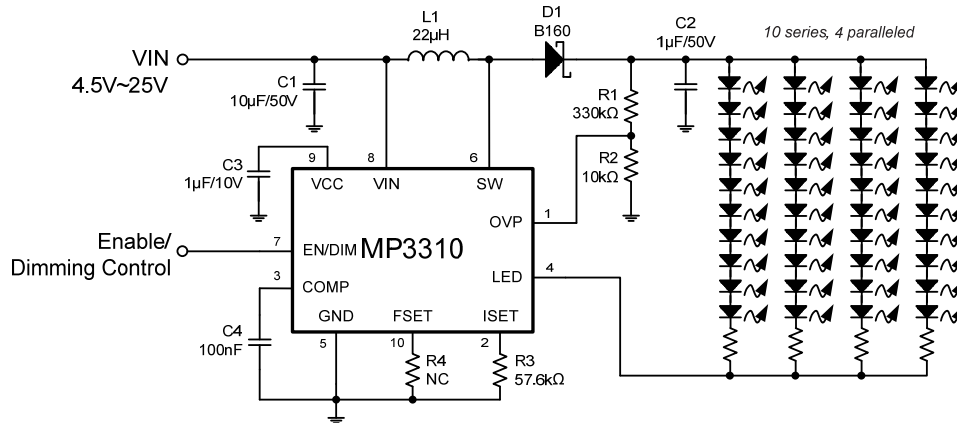 D1
L1
B160
C2
22µH
1µF/50V
10 series, 4 paralleled
VIN
4.5V~25V
C1
10µF/50V
R1
330kΩ
C3
1µF/10V
9
8
6
R2
10kΩ
VCC
VIN
SW
OVP
1
Enable/
Dimming Control
7
EN/DIM
MP3310
LED
4
3
COMP
GND
FSET
ISET
C4
100nF
5
10
2
R4
NC
R3
57.6kΩ